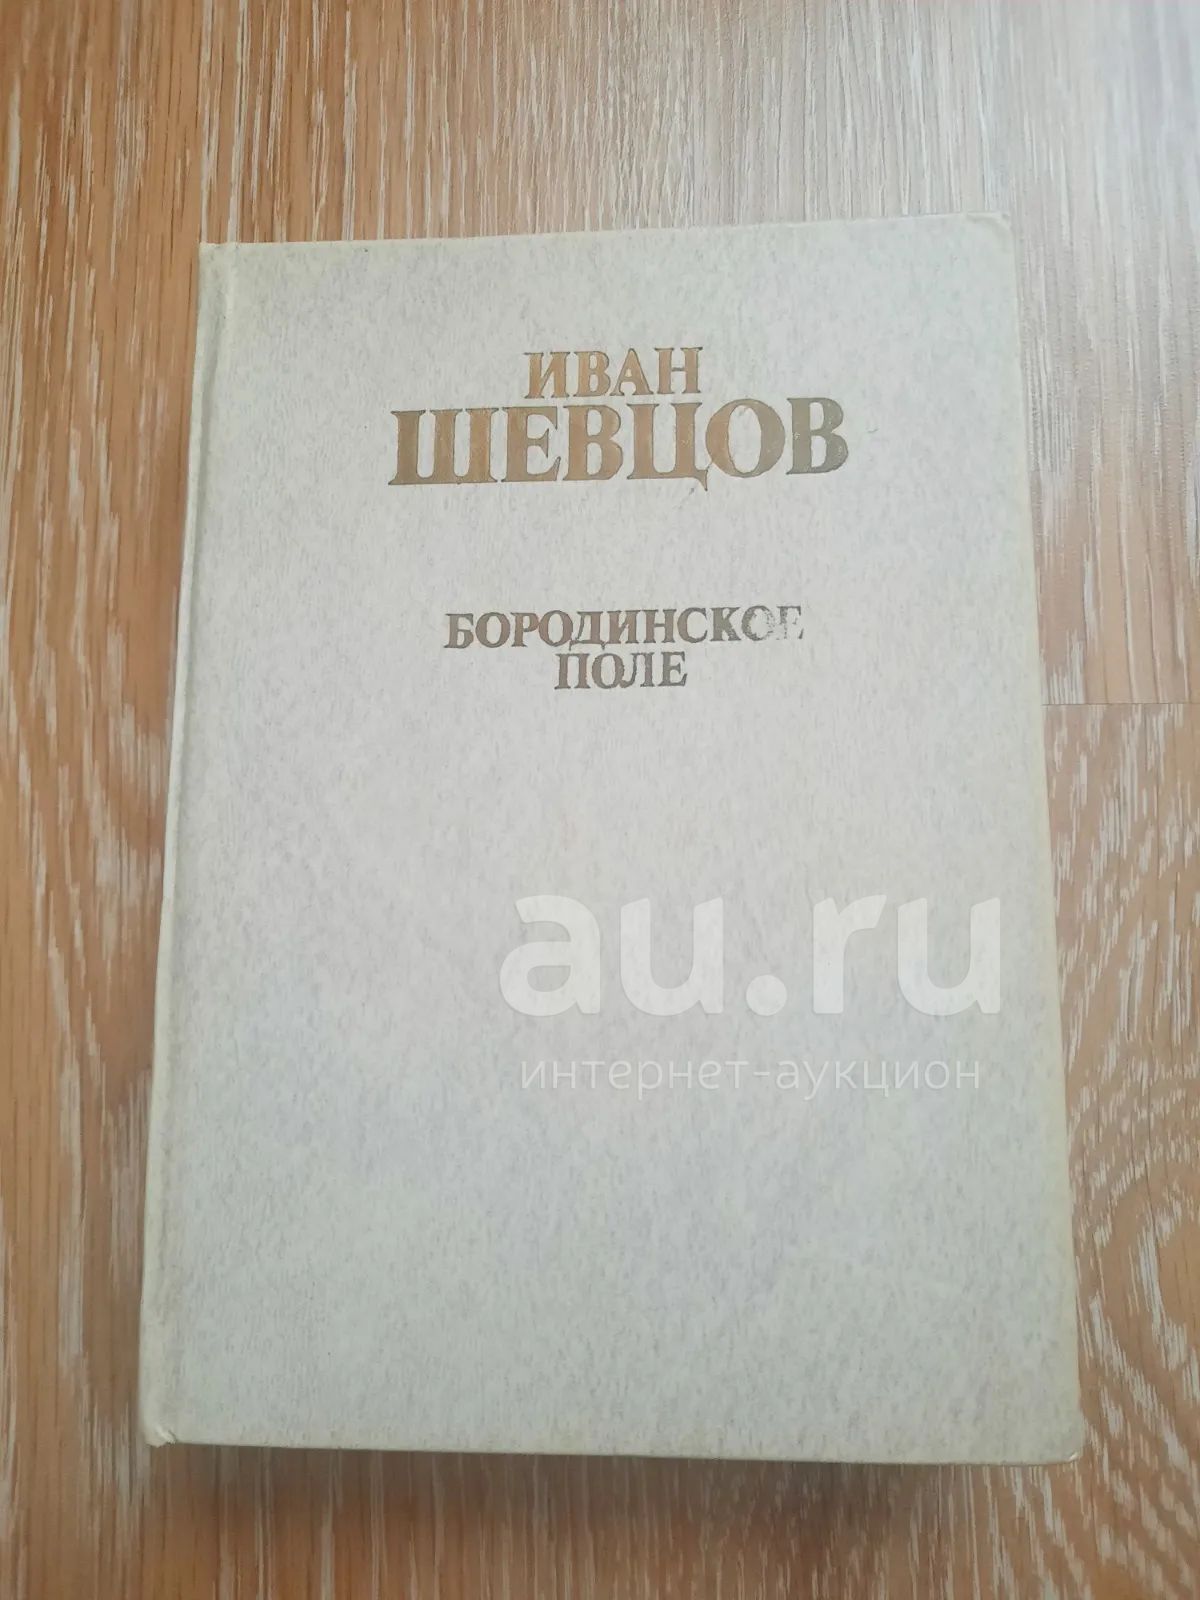 ИВАН
ШЕВЦОВ
БОРОДИНСКОЕ
ПОЛЕ
au.ru
интернет-аукцион